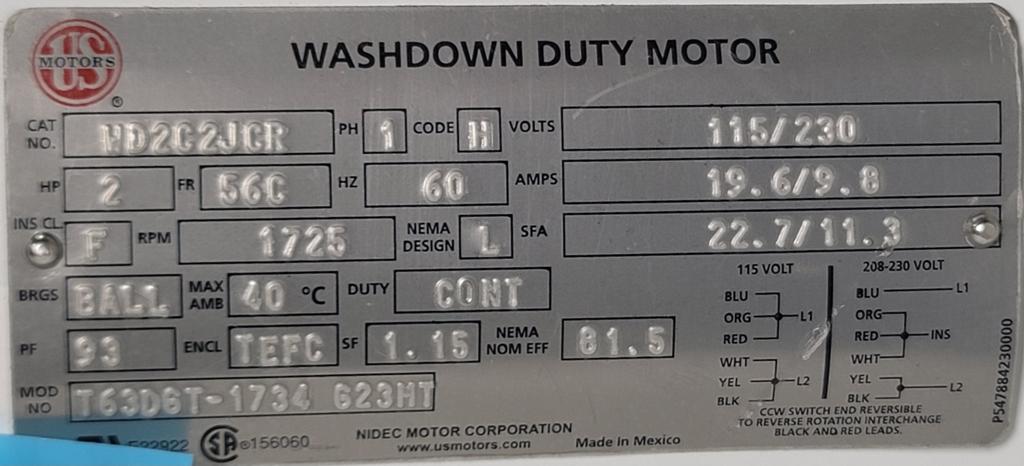 US MOTORS ®
WASHDOWN DUTY MOTOR
CAT NO. WD2C2JCR PH 1 CODE H VOLTS 115/230
HP 2 FR 56C HZ 60 AMPS 19.6/9.8
INS CL F RPM 1725 NEMA DESIGN L SFA 22.7/11.3
BRGS BALL MAX AMB 40 °C DUTY CONT
PF 93 ENCL TEFC SF 1.15 NEMA NOM EFF 81.5
MOD NO T63DGT-1734 G23HT
115 VOLT 208-230 VOLT
BLU BLU L1
ORG L1 ORG
RED RED INS
WHT WHT
YEL L2 YEL L2
BLK BLK
CCW SWITCH END REVERSIBLE
TO REVERSE ROTATION INTERCHANGE
BLACK AND RED LEADS.
P547884230000
SA ®156060
NIDEC MOTOR CORPORATION
www.usmotors.com Made In Mexico